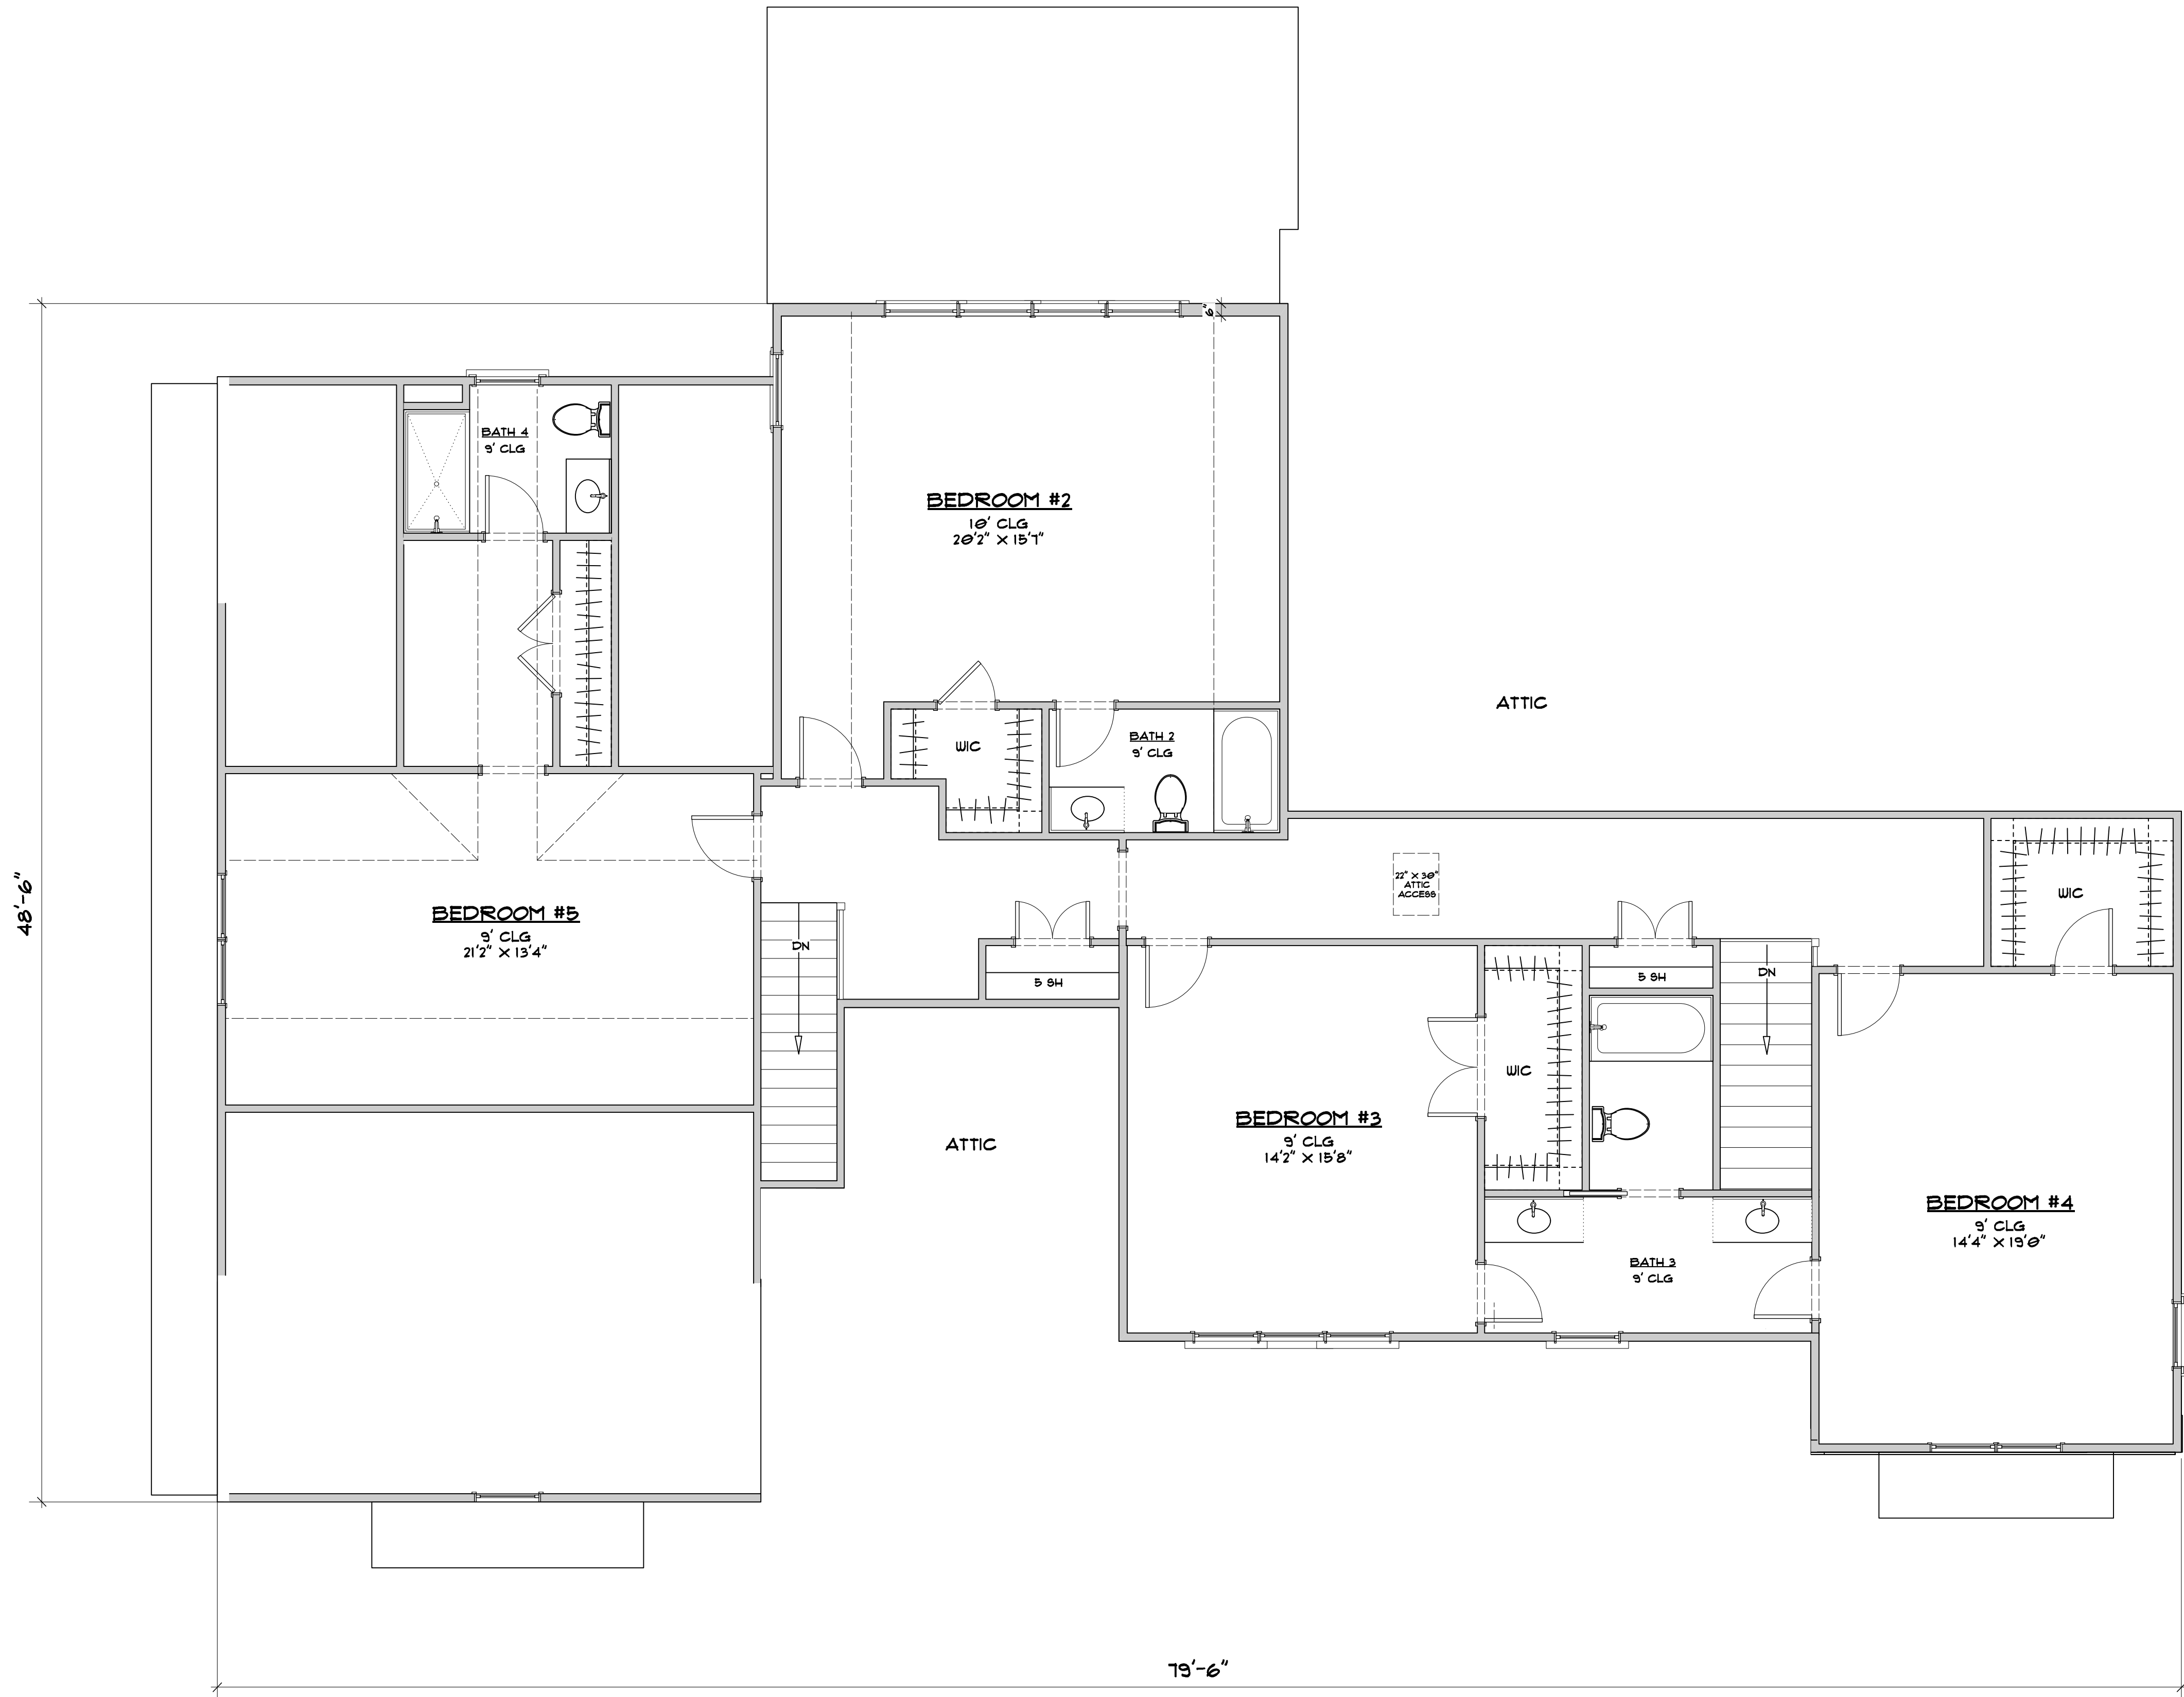 6"
BATH 4
9' CLG
BEDROOM #2
10' CLG
20'2" X 15'7"
ATTIC
WIC
BATH 2
9' CLG
48'-6"
BEDROOM #5
9' CLG
21'2" X 13'4"
DN
5 SH
22" X 30"
ATTIC
ACCESS
WIC
5 SH
DN
ATTIC
BEDROOM #3
9' CLG
14'2" X 15'8"
WIC
BATH 3
9' CLG
BEDROOM #4
9' CLG
14'4" X 19'0"
79'-6"